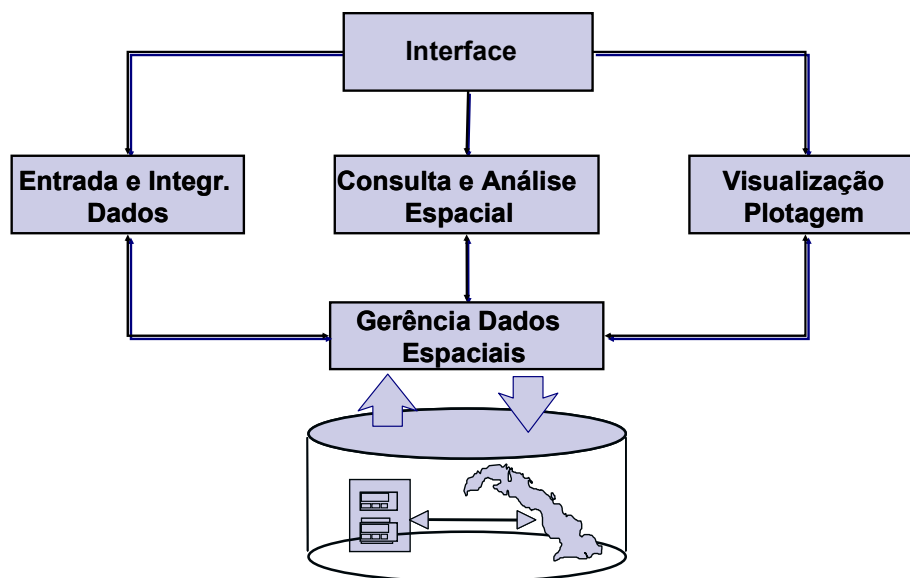 Interface
Entrada e Integr.
Dados
Consulta e Análise
Espacial
Visualização
Plotagem
Gerência Dados
Espaciais